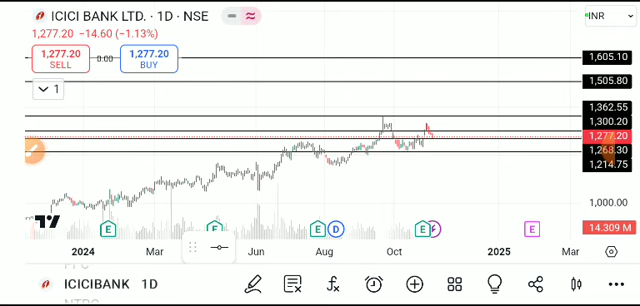 ICICI BANK LTD. · 1D · NSE
INR
1,277.20 −14.60 (−1.13%)
1,277.20
SELL
0.00
1,277.20
BUY
1
1,605.10
1,505.80
1,362.55
1,300.20
1,277.20
1,268.30
1,214.75
1,000.00
14.309 M
E
E
E
D
E
E
2024
Mar
Jun
Aug
Oct
2025
Mar
ICICIBANK 1D